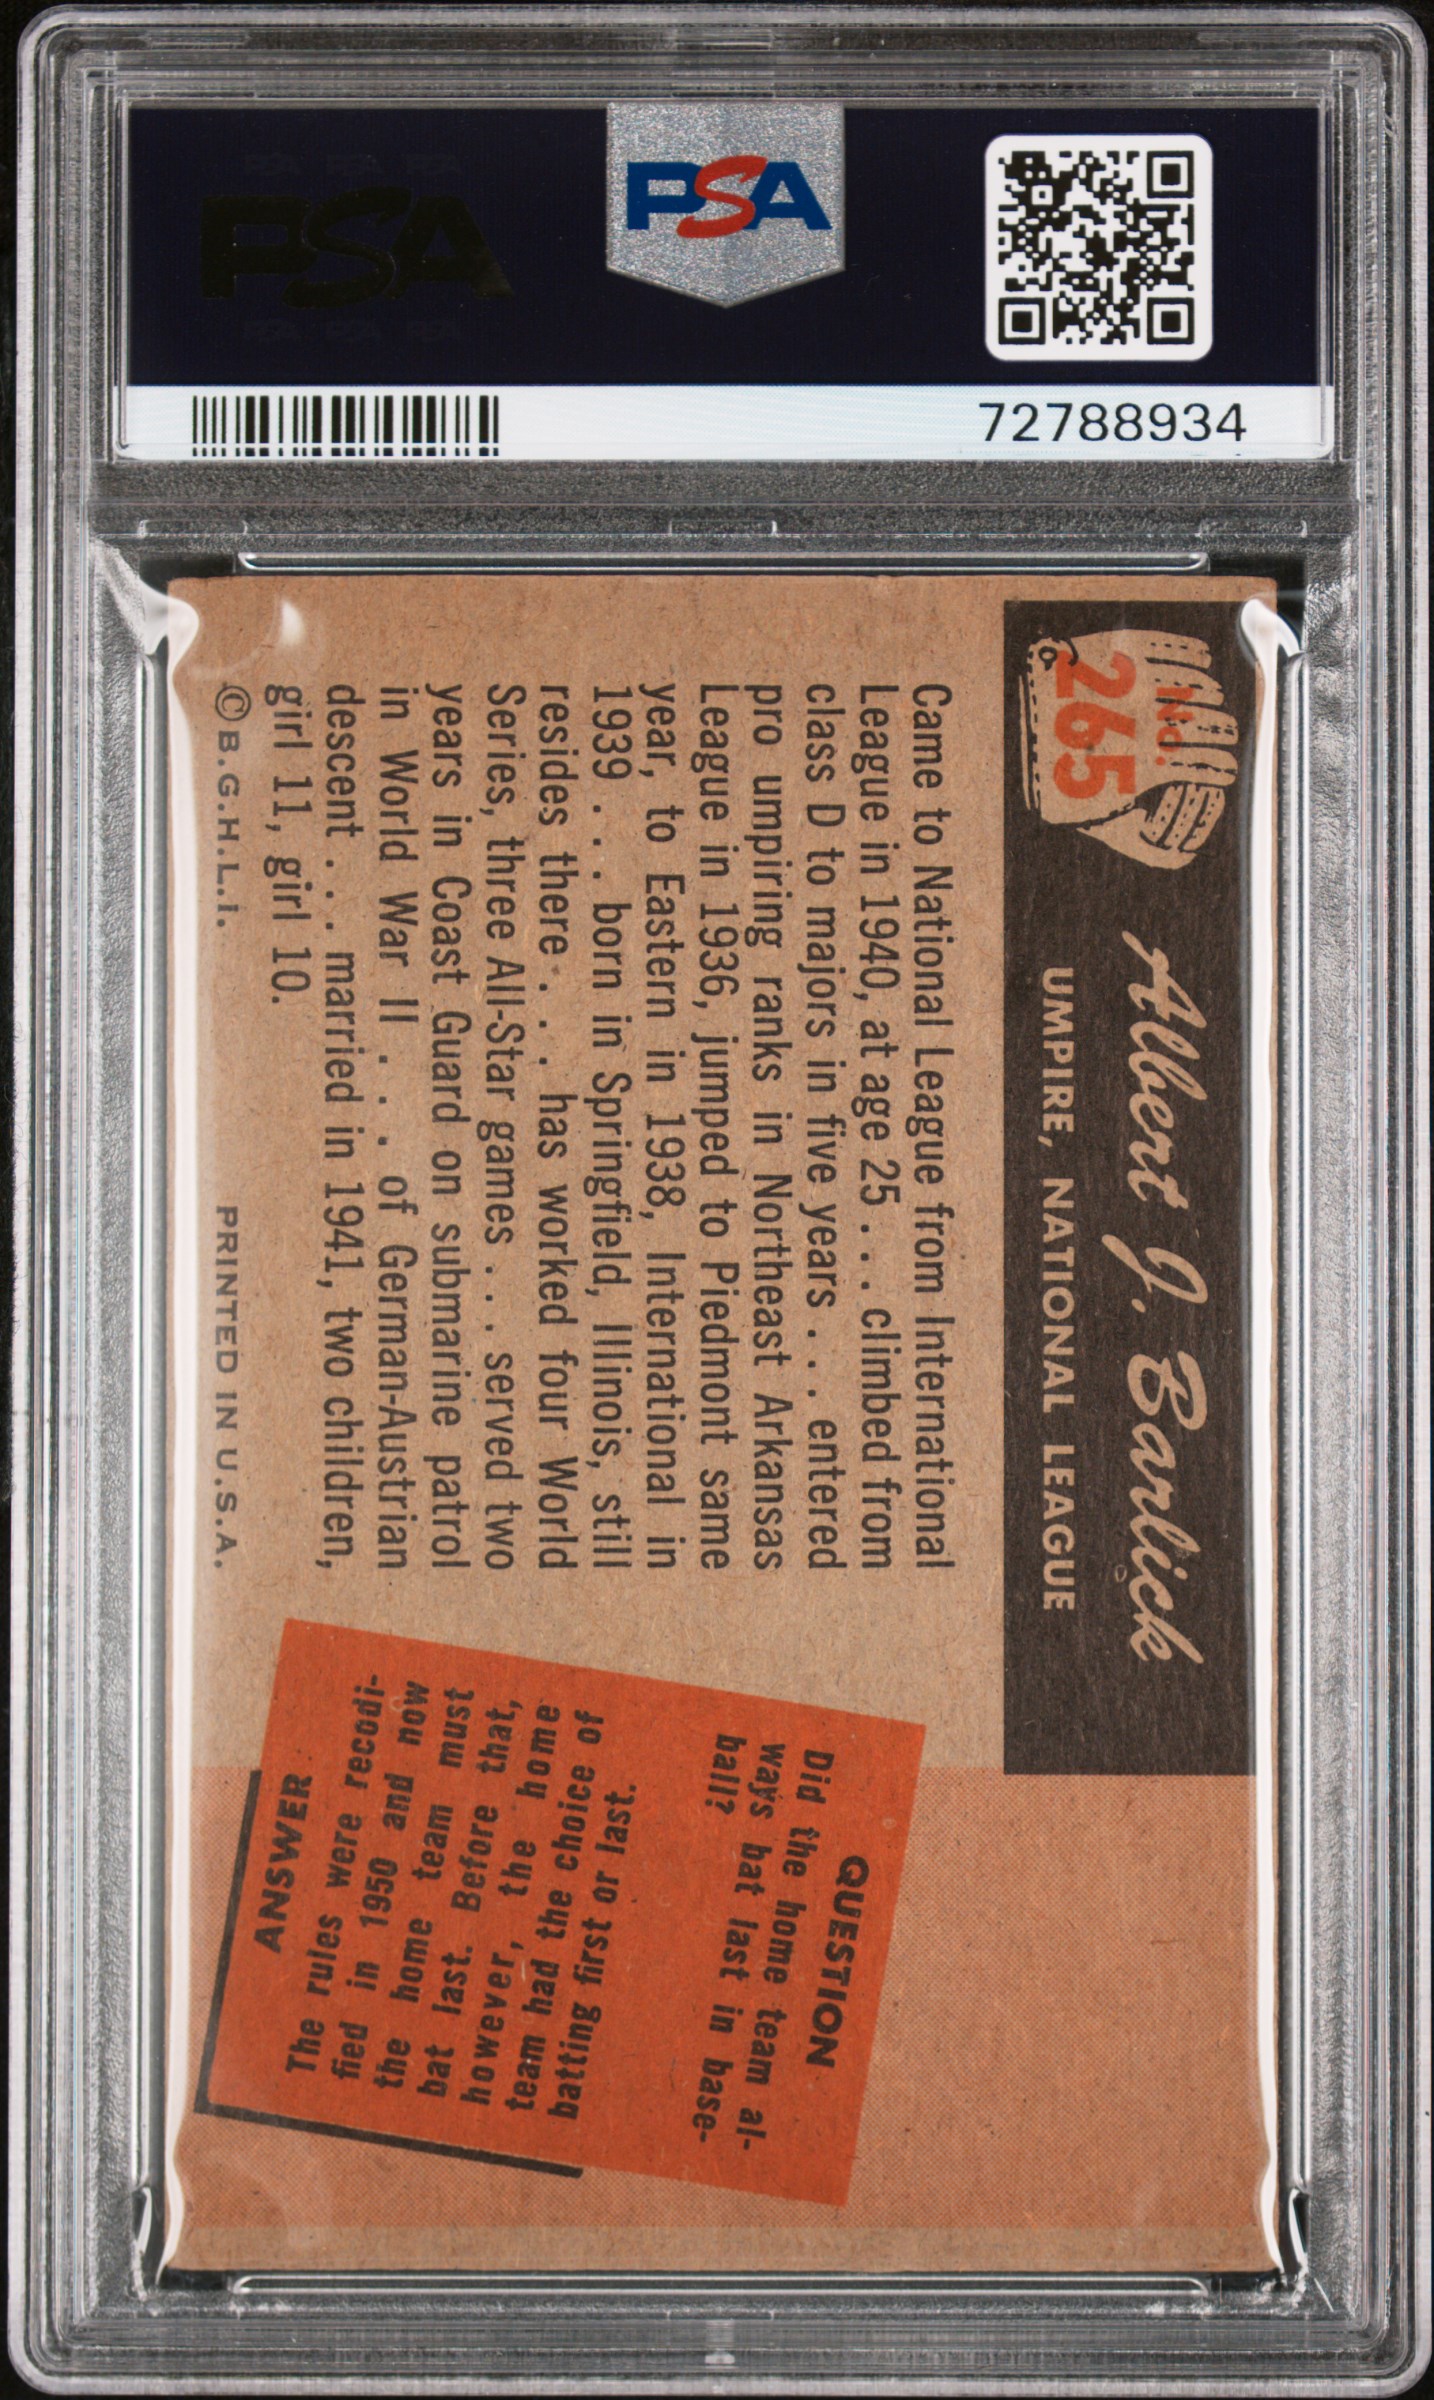 PSA
PSA
72788934
No.
265
Albert J. Barlick
UMPIRE, NATIONAL LEAGUE
Came to National League from International
League in 1940, at age 25 . . . climbed from
class D to majors in five years . . . entered
pro umpiring ranks in Northeast Arkansas
League in 1936, jumped to Piedmont same
year, to Eastern in 1938, International in
1939 . . . born in Springfield, Illinois, still
resides there . . . has worked four World
Series, three All-Star games . . . served two
years in Coast Guard on submarine patrol
in World War II . . . of German-Austrian
descent . . . married in 1941, two children,
girl 11, girl 10.
© B.G.H.L.I. PRINTED IN U.S.A.
QUESTION
Did the home team al-
ways bat last in base-
ball?
batting first or last.
team had the choice of
however, the home
bat last. Before that,
the home team must
fied in 1950 and now
The rules were recodi-
ANSWER